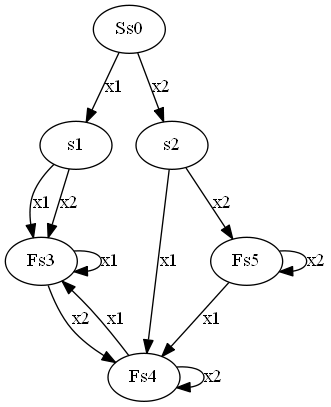 Ss0
x1 x2
s1 s2
x1 x2 x1 x2
Fs3 x1 Fs5 x2
x2 x1 x1
Fs4 x2